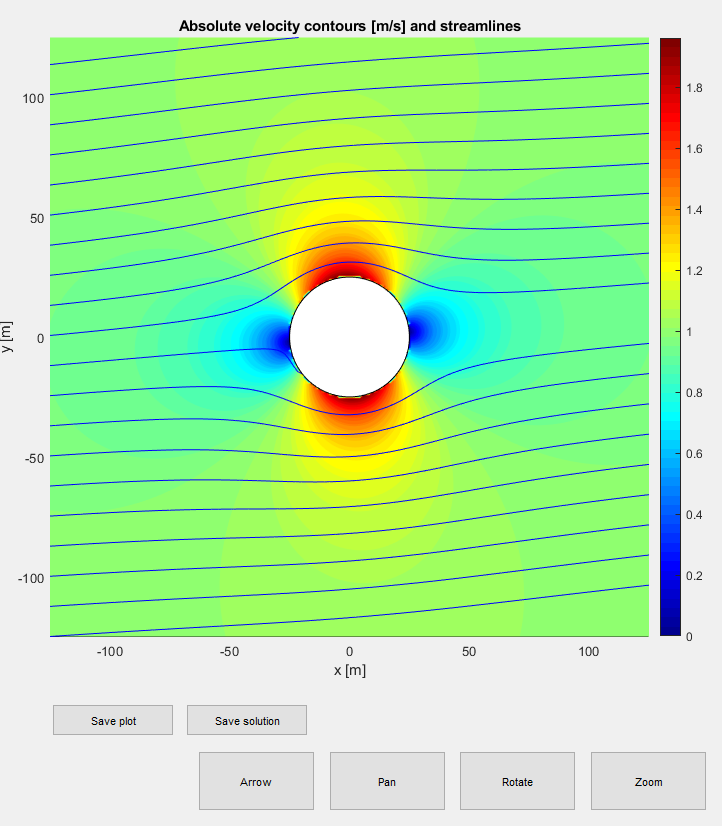 Absolute velocity contours [m/s] and streamlines
100
50
0
-50
-100
y [m]
-100
-50
0
50
100
x [m]
1.8
1.6
1.4
1.2
1
0.8
0.6
0.4
0.2
0
Save plot
Save solution
Arrow
Pan
Rotate
Zoom